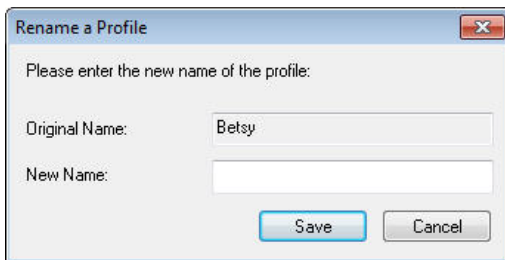 Rename a Profile
Please enter the new name of the profile:
Original Name: Betsy
New Name:
Save Cancel